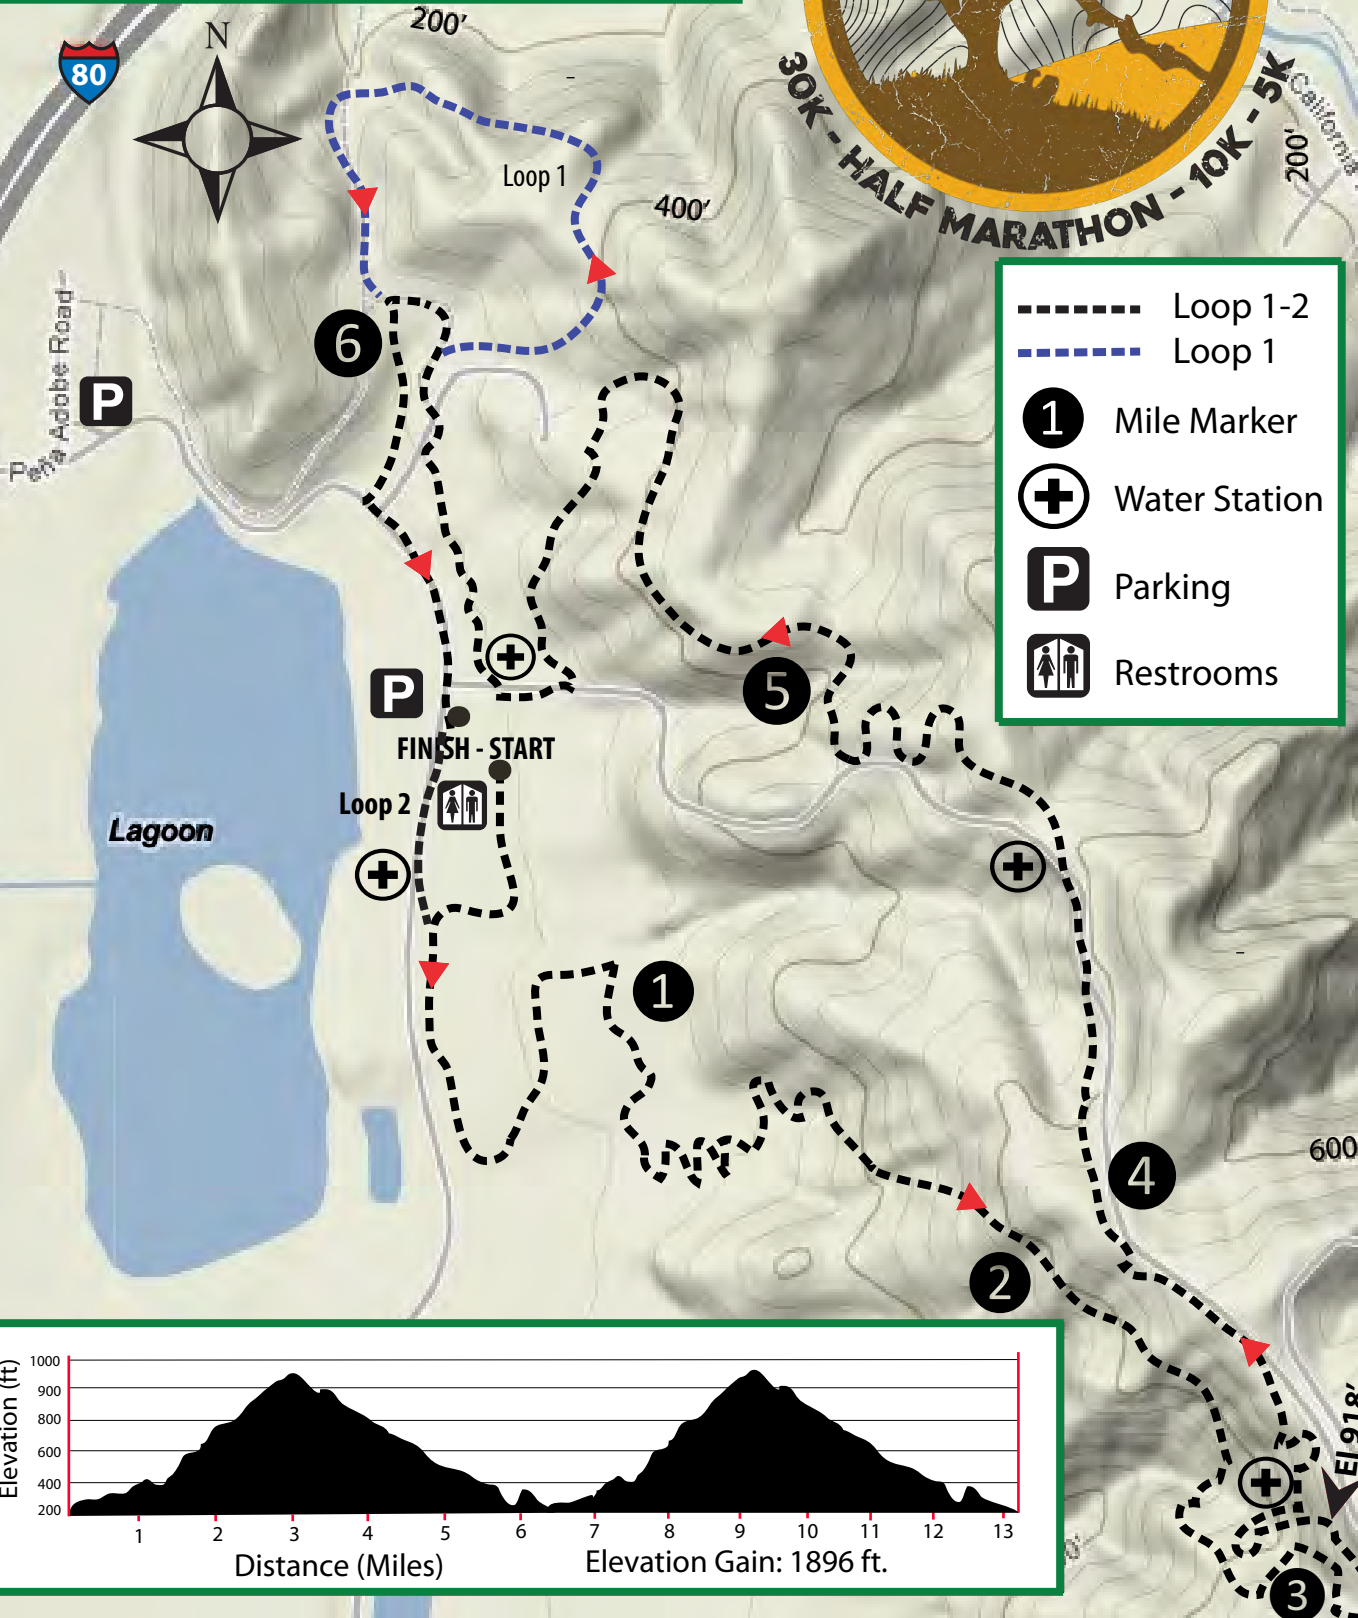 200'
N
80
30K - HALF MARATHON - 10K - 5K
California
200'
Loop 1
400'
Loop 1-2
Loop 1
1 Mile Marker
Water Station
P Parking
Restrooms
Peña Adobe Road
P
6
5
P
FINISH - START
Loop 2
Lagoon
1
4
600
2
El 918'
3
Elevation (ft)
1000
900
800
600
400
200
1 2 3 4 5 6 7 8 9 10 11 12 13
Distance (Miles)
Elevation Gain: 1896 ft.